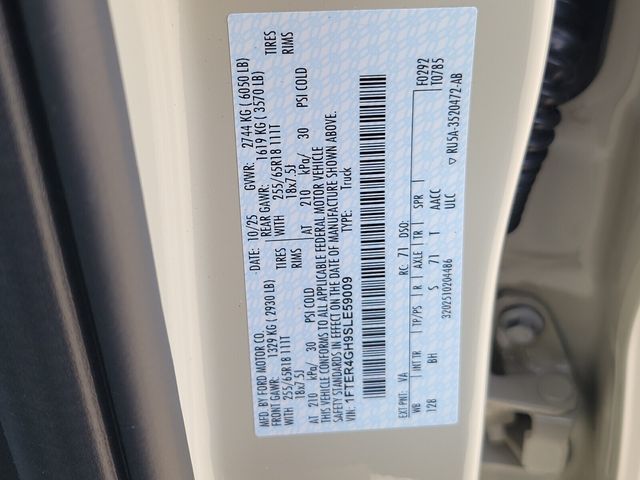 MFD. BY FORD MOTOR CO.
DATE: 10/25 GVWR: 2744 KG ( 6050 LB)
FRONT GAWR: 1329 KG ( 2930 LB) REAR GAWR: 1619 KG ( 3570 LB)
WITH 255/65R18 111T TIRES WITH 255/65R18 111T TIRES
18x7.5J RIMS 18x7.5J RIMS
AT 210 kPa/ 30 PSI COLD AT 210 kPa/ 30 PSI COLD
THIS VEHICLE CONFORMS TO ALL APPLICABLE FEDERAL MOTOR VEHICLE
SAFETY STANDARDS IN EFFECT ON THE DATE OF MANUFACTURE SHOWN ABOVE.
VIN: 1FTER4GH9SLE59009 TYPE: Truck
EXT PNT: VA RC: 71 DSO: F0292
WB INT TR TP/PS R AXLE TR SPR T0785
128 BH S 71 T AACC
3202510204486 ULC
▽ RU5A-3520472-AB